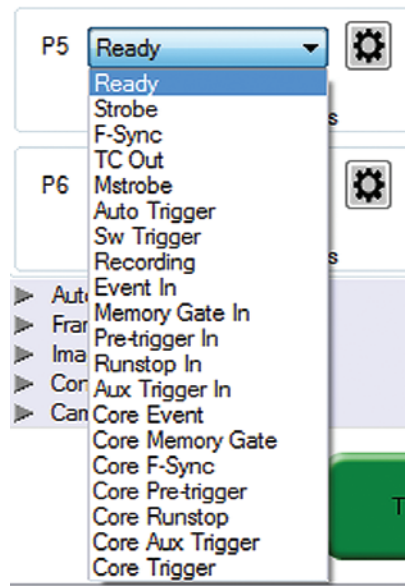 P5 Ready
Ready
Strobe
s
F-Sync
TC Out
P6 Mstrobe
Auto Trigger
Sw Trigger
Recording
s
Event In
Memory Gate In
Pre-trigger In
Runstop In
Aux Trigger In
Core Event
Core Memory Gate
Core F-Sync
Core Pre-trigger
Core Runstop
Core Aux Trigger
Core Trigger